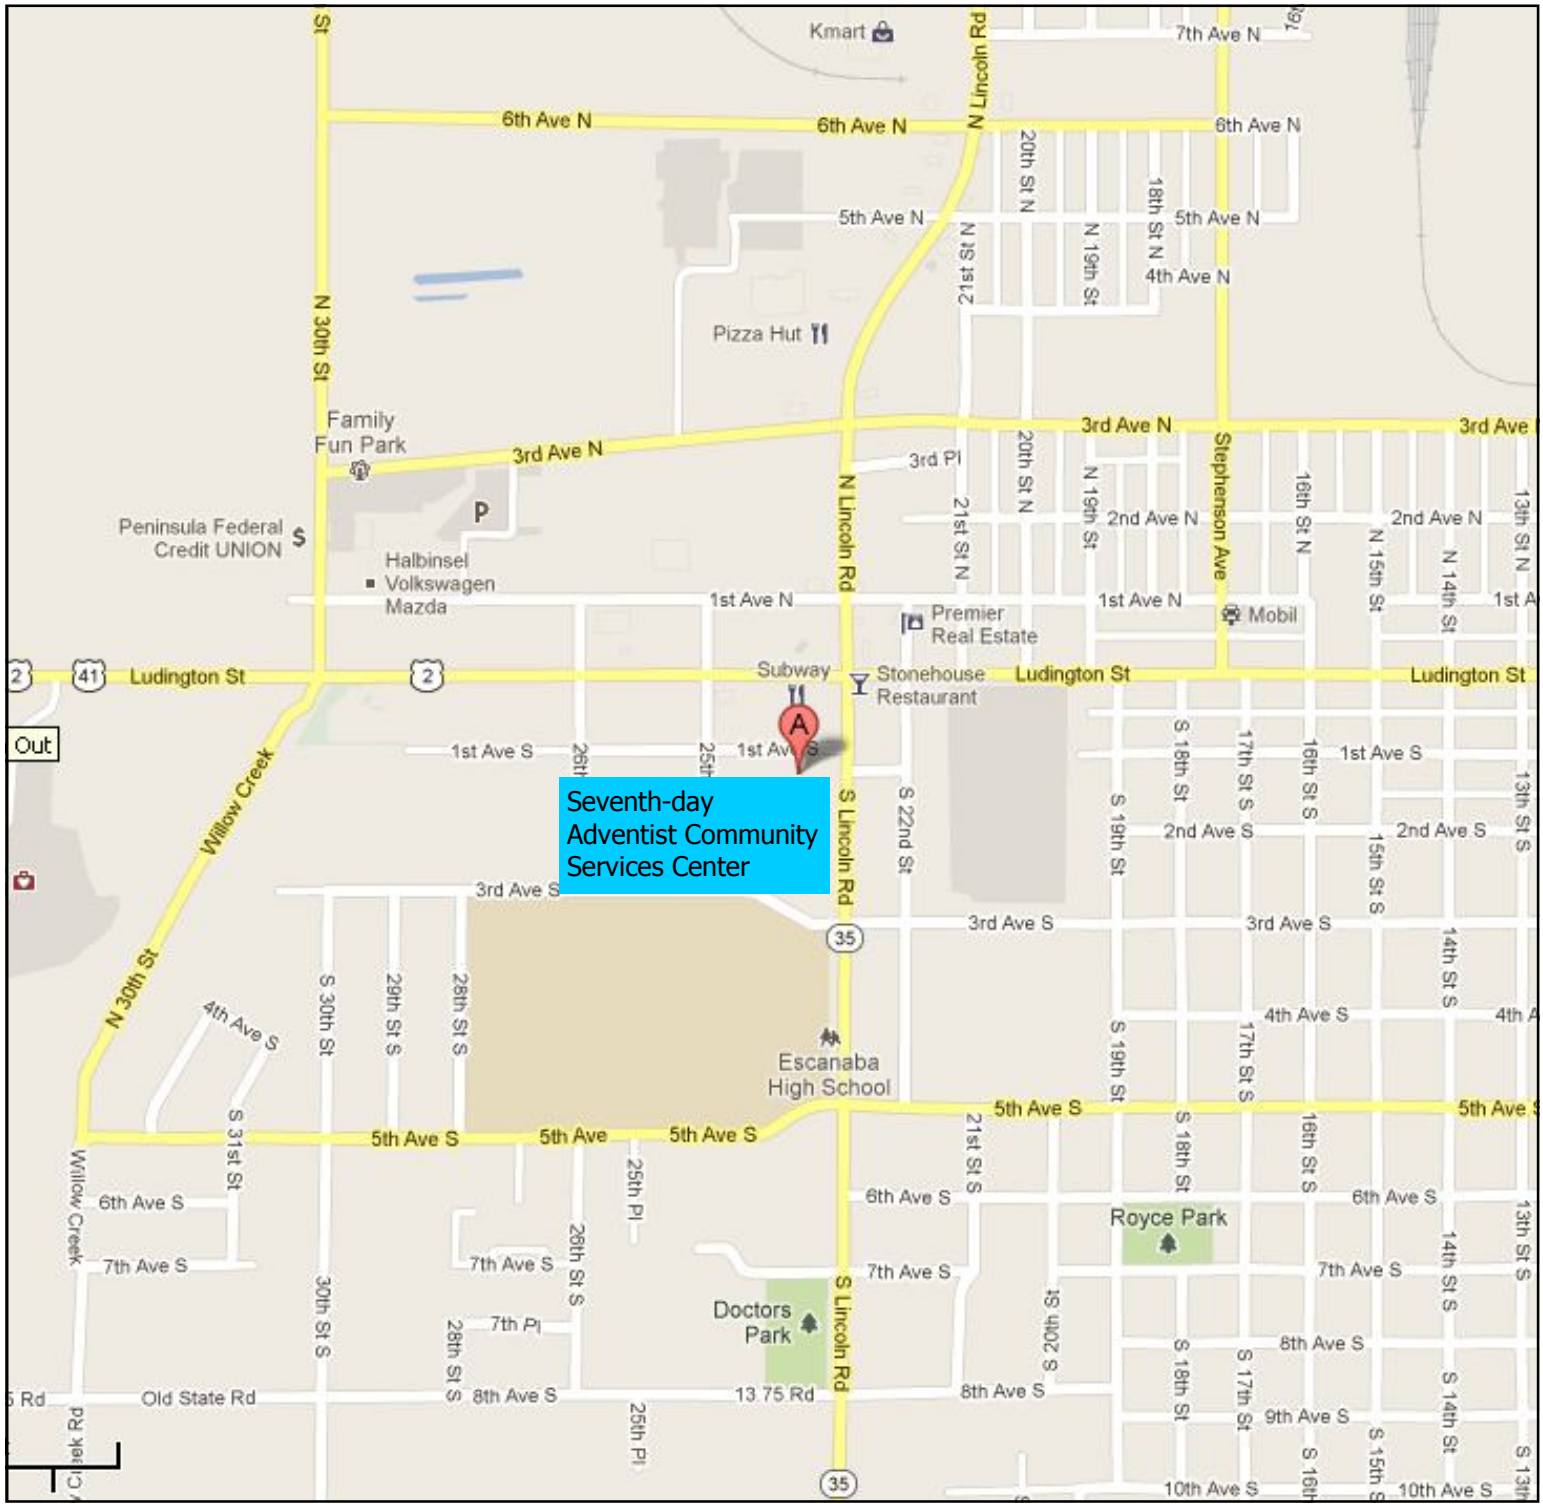 St
Kmart
N Lincoln Rd
7th Ave N
6th Ave N
6th Ave N
6th Ave N
20th St N
18th St N
5th Ave N
5th Ave N
21st St N
N 19th St
4th Ave N
N 30th St
Pizza Hut
Family
Fun Park
3rd Ave N
3rd Ave N
3rd Ave
3rd Pl
20th St N
Stephenson Ave
P
N Lincoln Rd
21st St N
N 19th St
16th St N
13th St N
2nd Ave N
2nd Ave N
Peninsula Federal
Credit UNION
$
N 15th St
N 14th St
Halbinsel
Volkswagen
Mazda
1st Ave N
1st Ave N
1st A
Premier
Real Estate
Mobil
2
41
Ludington St
2
Subway
Stonehouse
Restaurant
Ludington St
Ludington St
A
Out
1st Ave S
26th
25th
1st Ave S
S 18th St
17th St S
16th St S
1st Ave S
13th St S
Willow Creek
Seventh-day
Adventist Community
Services Center
S Lincoln Rd
S 22nd St
S 19th St
2nd Ave S
2nd Ave S
15th St S
3rd Ave S
3rd Ave S
3rd Ave S
35
14th St S
N 30th St
4th Ave S
S 30th St
29th St S
28th St S
S 19th St
17th St S
4th Ave S
4th A
Escanaba
High School
5th Ave S
5th Ave S
5th Ave S
5th Ave
5th Ave S
S 31st St
25th Pl
21st St S
S 18th St
16th St S
Willow Creek
6th Ave S
6th Ave S
6th Ave S
13th St S
Royce Park
26th St S
14th St S
7th Ave S
7th Ave S
7th Ave S
7th Ave S
30th St S
S Lincoln Rd
S 20th St
Doctors
Park
7th Pl
28th St S
8th Ave S
S 18th St
S 17th St
S 14th St
5 Rd
Old State Rd
8th Ave S
13.75 Rd
8th Ave S
25th Pl
9th Ave S
S 15th S
S 16th
S 13th
Creek Rd
35
10th Ave S
10th Ave S